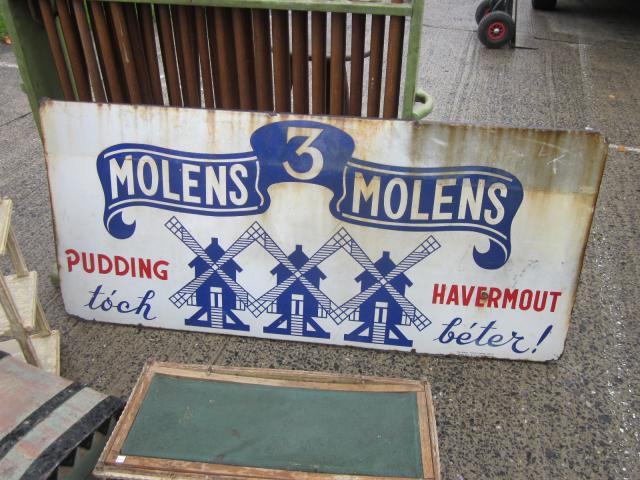 3
MOLENS MOLENS
PUDDING HAVERMOUT
tóch béter!